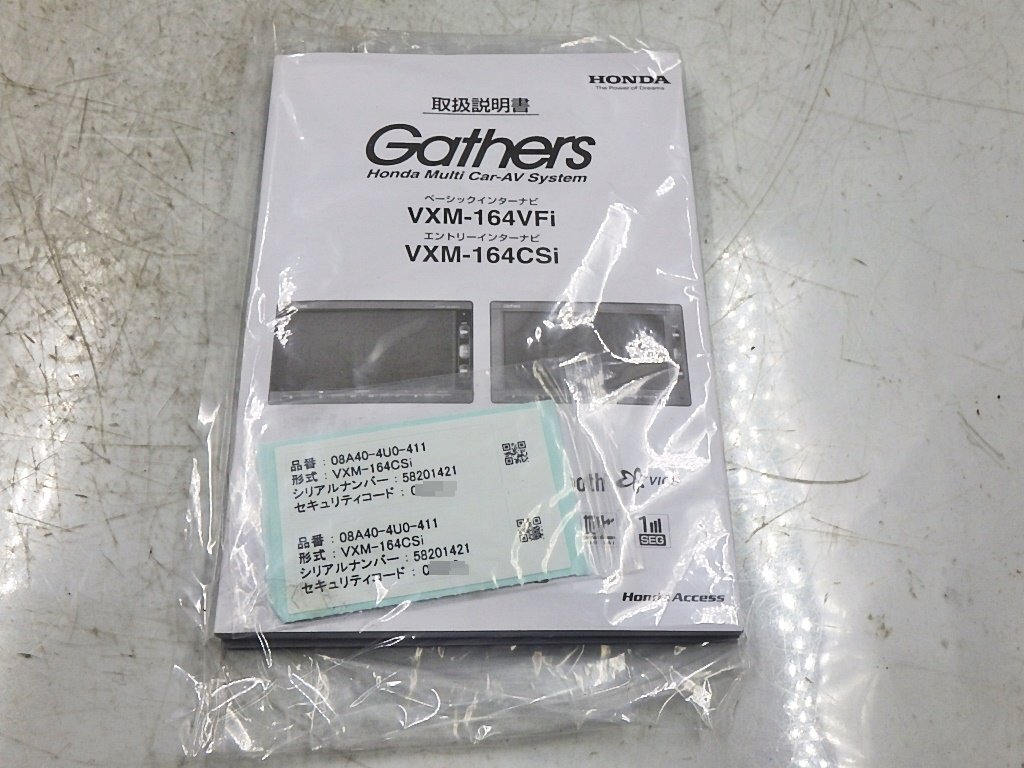 HONDA
The Power of Dreams
取扱説明書
Gathers
Honda Multi Car-AV System
ベーシックインターナビ
VXM-164VFi
エントリーインターナビ
VXM-164CSi
品番 : 08A40-4U0-411
形式 : VXM-164CSi
シリアルナンバー : 58201421
セキュリティコード : 0
品番 : 08A40-4U0-411
形式 : VXM-164CSi
シリアルナンバー : 58201421
セキュリティコード : 0
1
SEG
Honda Access